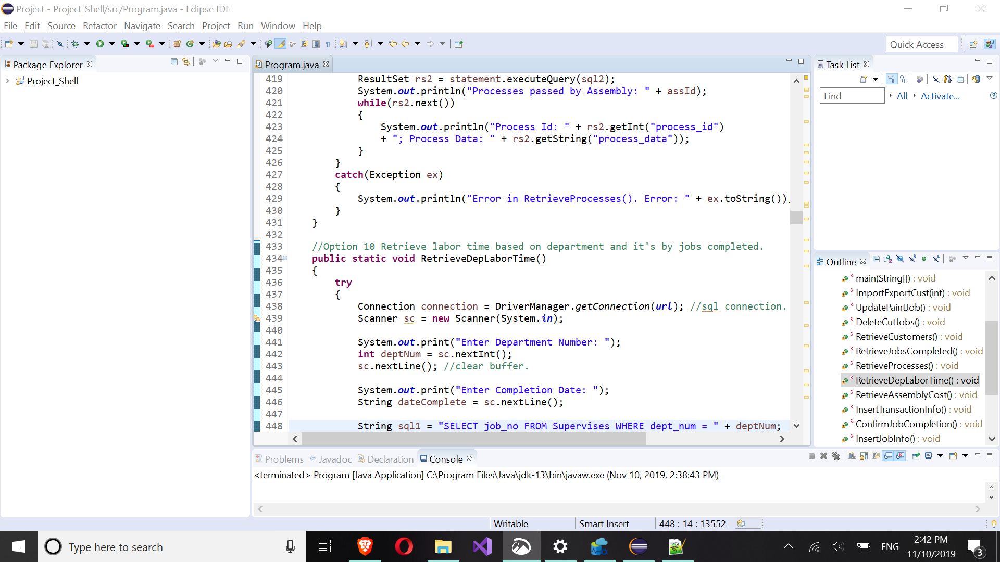 Project - Project_Shell/src/Program.java - Eclipse IDE
File Edit Source Refactor Navigate Search Project Run Window Help
Quick Access
Package Explorer
Project_Shell
Program.java
419 ResultSet rs2 = statement.executeQuery(sql2);
420 System.out.println("Processes passed by Assembly: " + assId);
421 while(rs2.next())
422 {
423 System.out.println("Process Id: " + rs2.getInt("process_id")
424 + "; Process Data: " + rs2.getString("process_data"));
425 }
426 }
427 catch(Exception ex)
428 {
429 System.out.println("Error in RetrieveProcesses(). Error: " + ex.toString())
430 }
431 }
432
433 //Option 10 Retrieve labor time based on department and it's by jobs completed.
434 public static void RetrieveDepLaborTime()
435 {
436 try
437 {
438 Connection connection = DriverManager.getConnection(url); //sql connection.
439 Scanner sc = new Scanner(System.in);
440
441 System.out.print("Enter Department Number: ");
442 int deptNum = sc.nextInt();
443 sc.nextLine(); //clear buffer.
444
445 System.out.print("Enter Completion Date: ");
446 String dateComplete = sc.nextLine();
447
448 String sql1 = "SELECT job_no FROM Supervises WHERE dept_num = " + deptNum;
Task List
Find All Activate...
Outline
main(String[]) : void
ImportExportCust(int) : void
UpdatePaintJob() : void
DeleteCutJobs() : void
RetrieveCustomers() : void
RetrieveJobsCompleted() : void
RetrieveProcesses() : void
RetrieveDepLaborTime() : void
RetrieveAssemblyCost() : void
InsertTransactionInfo() : void
ConfirmJobCompletion() : void
InsertJobInfo() : void
Problems @ Javadoc Declaration Console
<terminated> Program [Java Application] C:\Program Files\Java\jdk-13\bin\javaw.exe (Nov 10, 2019, 2:38:43 PM)
Writable Smart Insert 448 : 14 : 13552
Type here to search
ENG
2:42 PM
11/10/2019
3